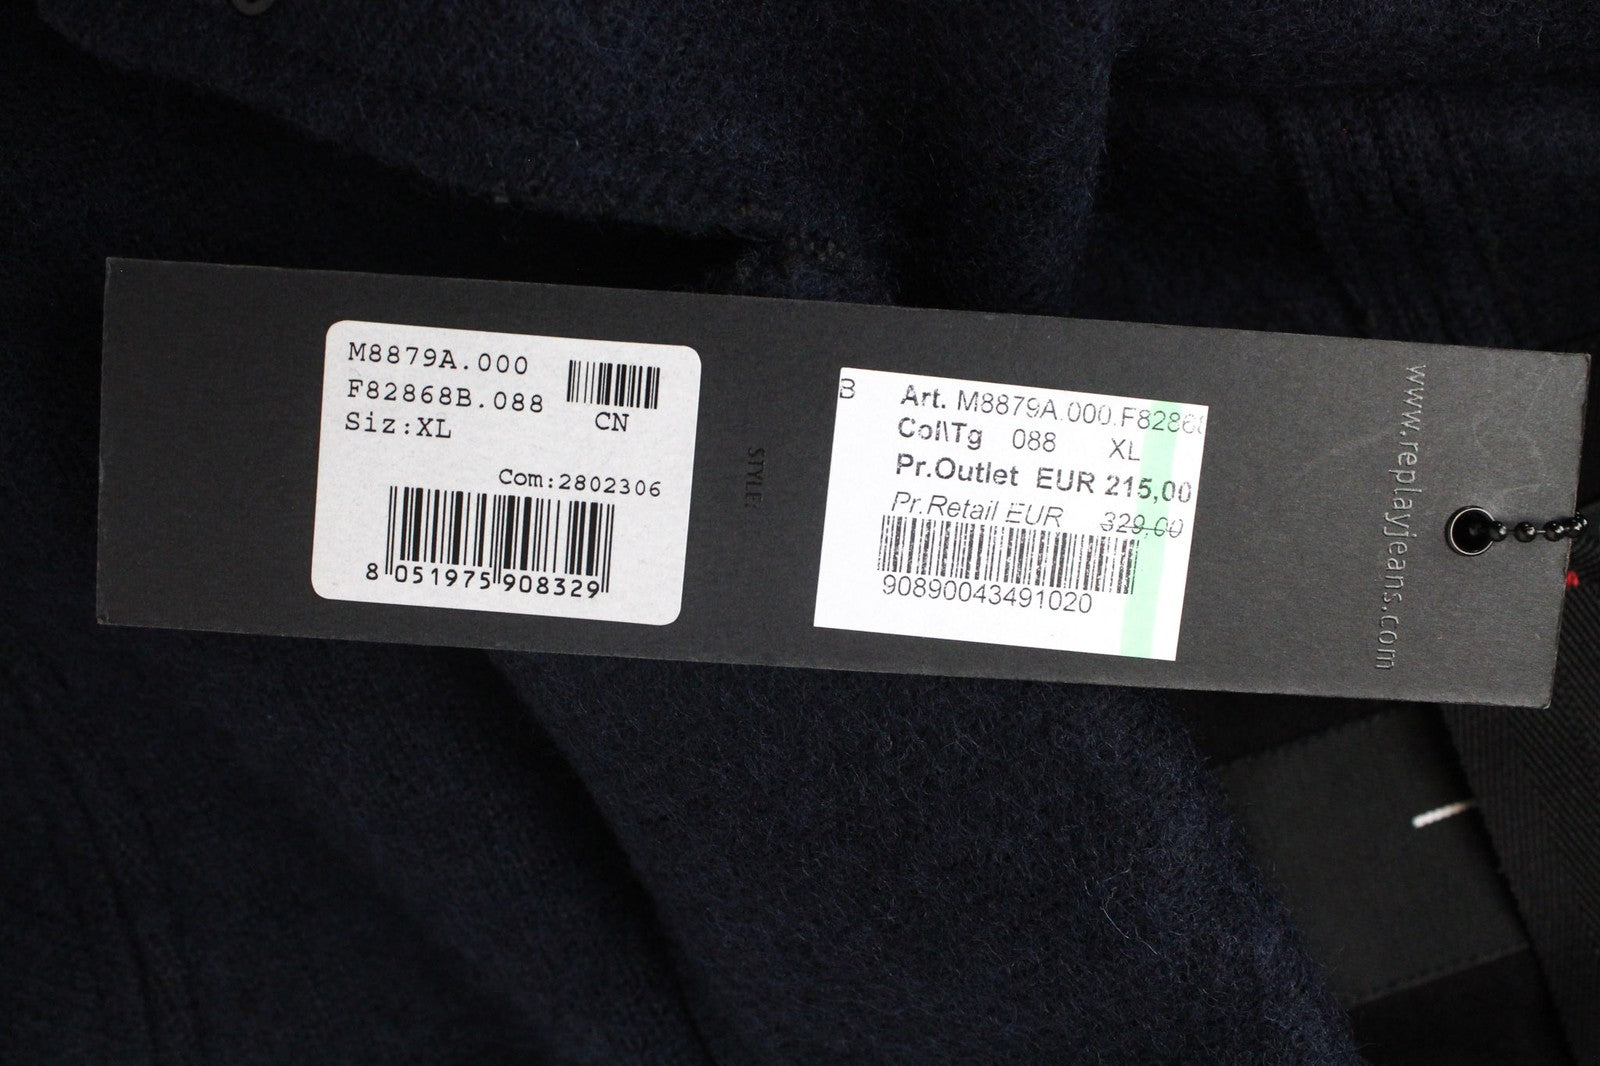 M8879A.000
F82868B.088
CN
Siz:XL
Com:2802306
8 051975 908329
STYLE
B
Art. M8879A.000.F8286
Col\Tg 088 XL
Pr.Outlet EUR 215,00
Pr.Retail EUR 329,00
90890043491020
www.replayjeans.com